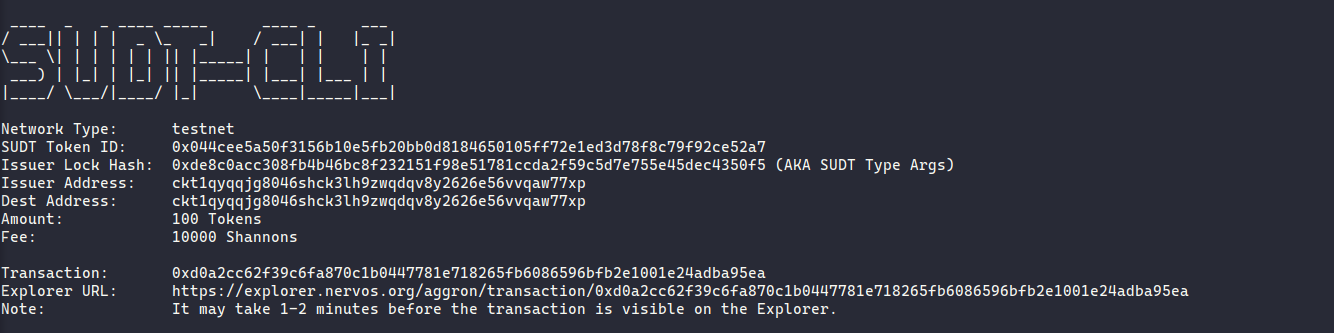 SUDT-CLI
Network Type: testnet
SUDT Token ID: 0x044cee5a50f3156b10e5fb20bb0d8184650105ff72e1ed3d78f8c79f92ce52a7
Issuer Lock Hash: 0xde8c0acc308fb4b46bc8f232151f98e51781ccda2f59c5d7e755e45dec4350f5 (AKA SUDT Type Args)
Issuer Address: ckt1qyqqjg8046shck3lh9zwqdqv8y2626e56vvqaw77xp
Dest Address: ckt1qyqqjg8046shck3lh9zwqdqv8y2626e56vvqaw77xp
Amount: 100 Tokens
Fee: 10000 Shannons
Transaction: 0xd0a2cc62f39c6fa870c1b0447781e718265fb6086596bfb2e1001e24adba95ea
Explorer URL: https://explorer.nervos.org/aggron/transaction/0xd0a2cc62f39c6fa870c1b0447781e718265fb6086596bfb2e1001e24adba95ea
Note: It may take 1-2 minutes before the transaction is visible on the Explorer.